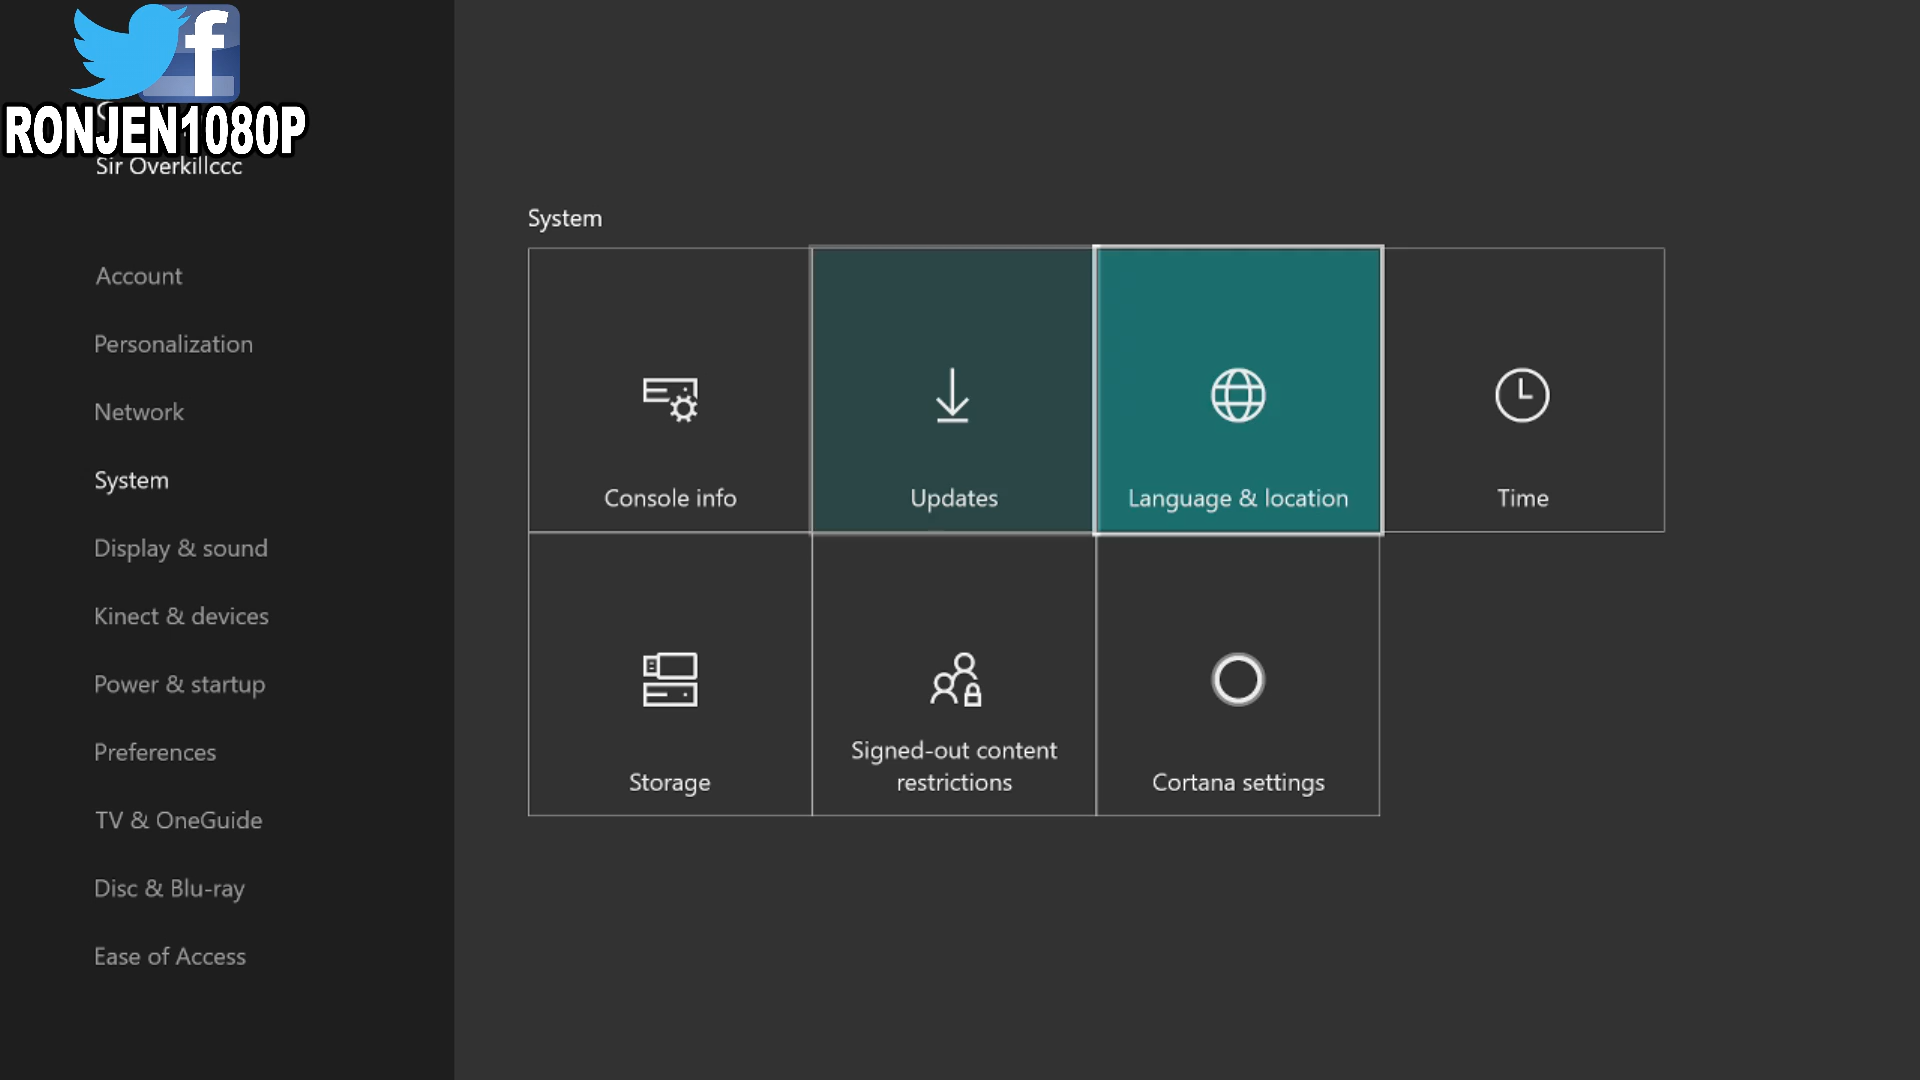 f
RONJEN1080P
Sir Overkillccc
Account
Personalization
Network
System
Display & sound
Kinect & devices
Power & startup
Preferences
TV & OneGuide
Disc & Blu-ray
Ease of Access
System
Console info
Updates
Language & location
Time
Storage
Signed-out content
restrictions
Cortana settings